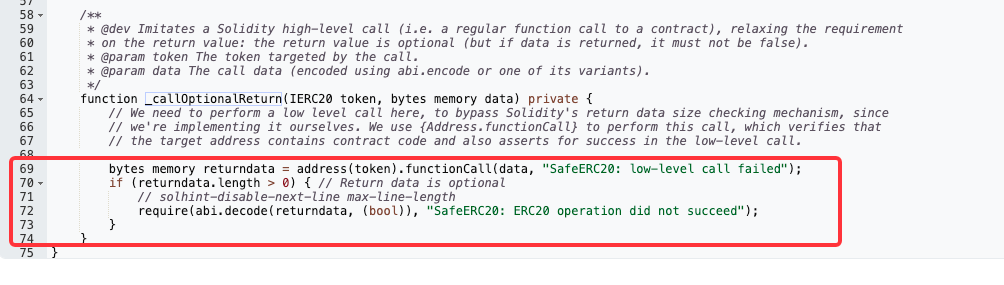 57
58 /**
59 * @dev Imitates a Solidity high-level call (i.e. a regular function call to a contract), relaxing the requirement
60 * on the return value: the return value is optional (but if data is returned, it must not be false).
61 * @param token The token targeted by the call.
62 * @param data The call data (encoded using abi.encode or one of its variants).
63 */
64 function _callOptionalReturn(IERC20 token, bytes memory data) private {
65 // We need to perform a low level call here, to bypass Solidity's return data size checking mechanism, since
66 // we're implementing it ourselves. We use {Address.functionCall} to perform this call, which verifies that
67 // the target address contains contract code and also asserts for success in the low-level call.
68
69 bytes memory returndata = address(token).functionCall(data, "SafeERC20: low-level call failed");
70 if (returndata.length > 0) { // Return data is optional
71 // solhint-disable-next-line max-line-length
72 require(abi.decode(returndata, (bool)), "SafeERC20: ERC20 operation did not succeed");
73 }
74 }
75 }